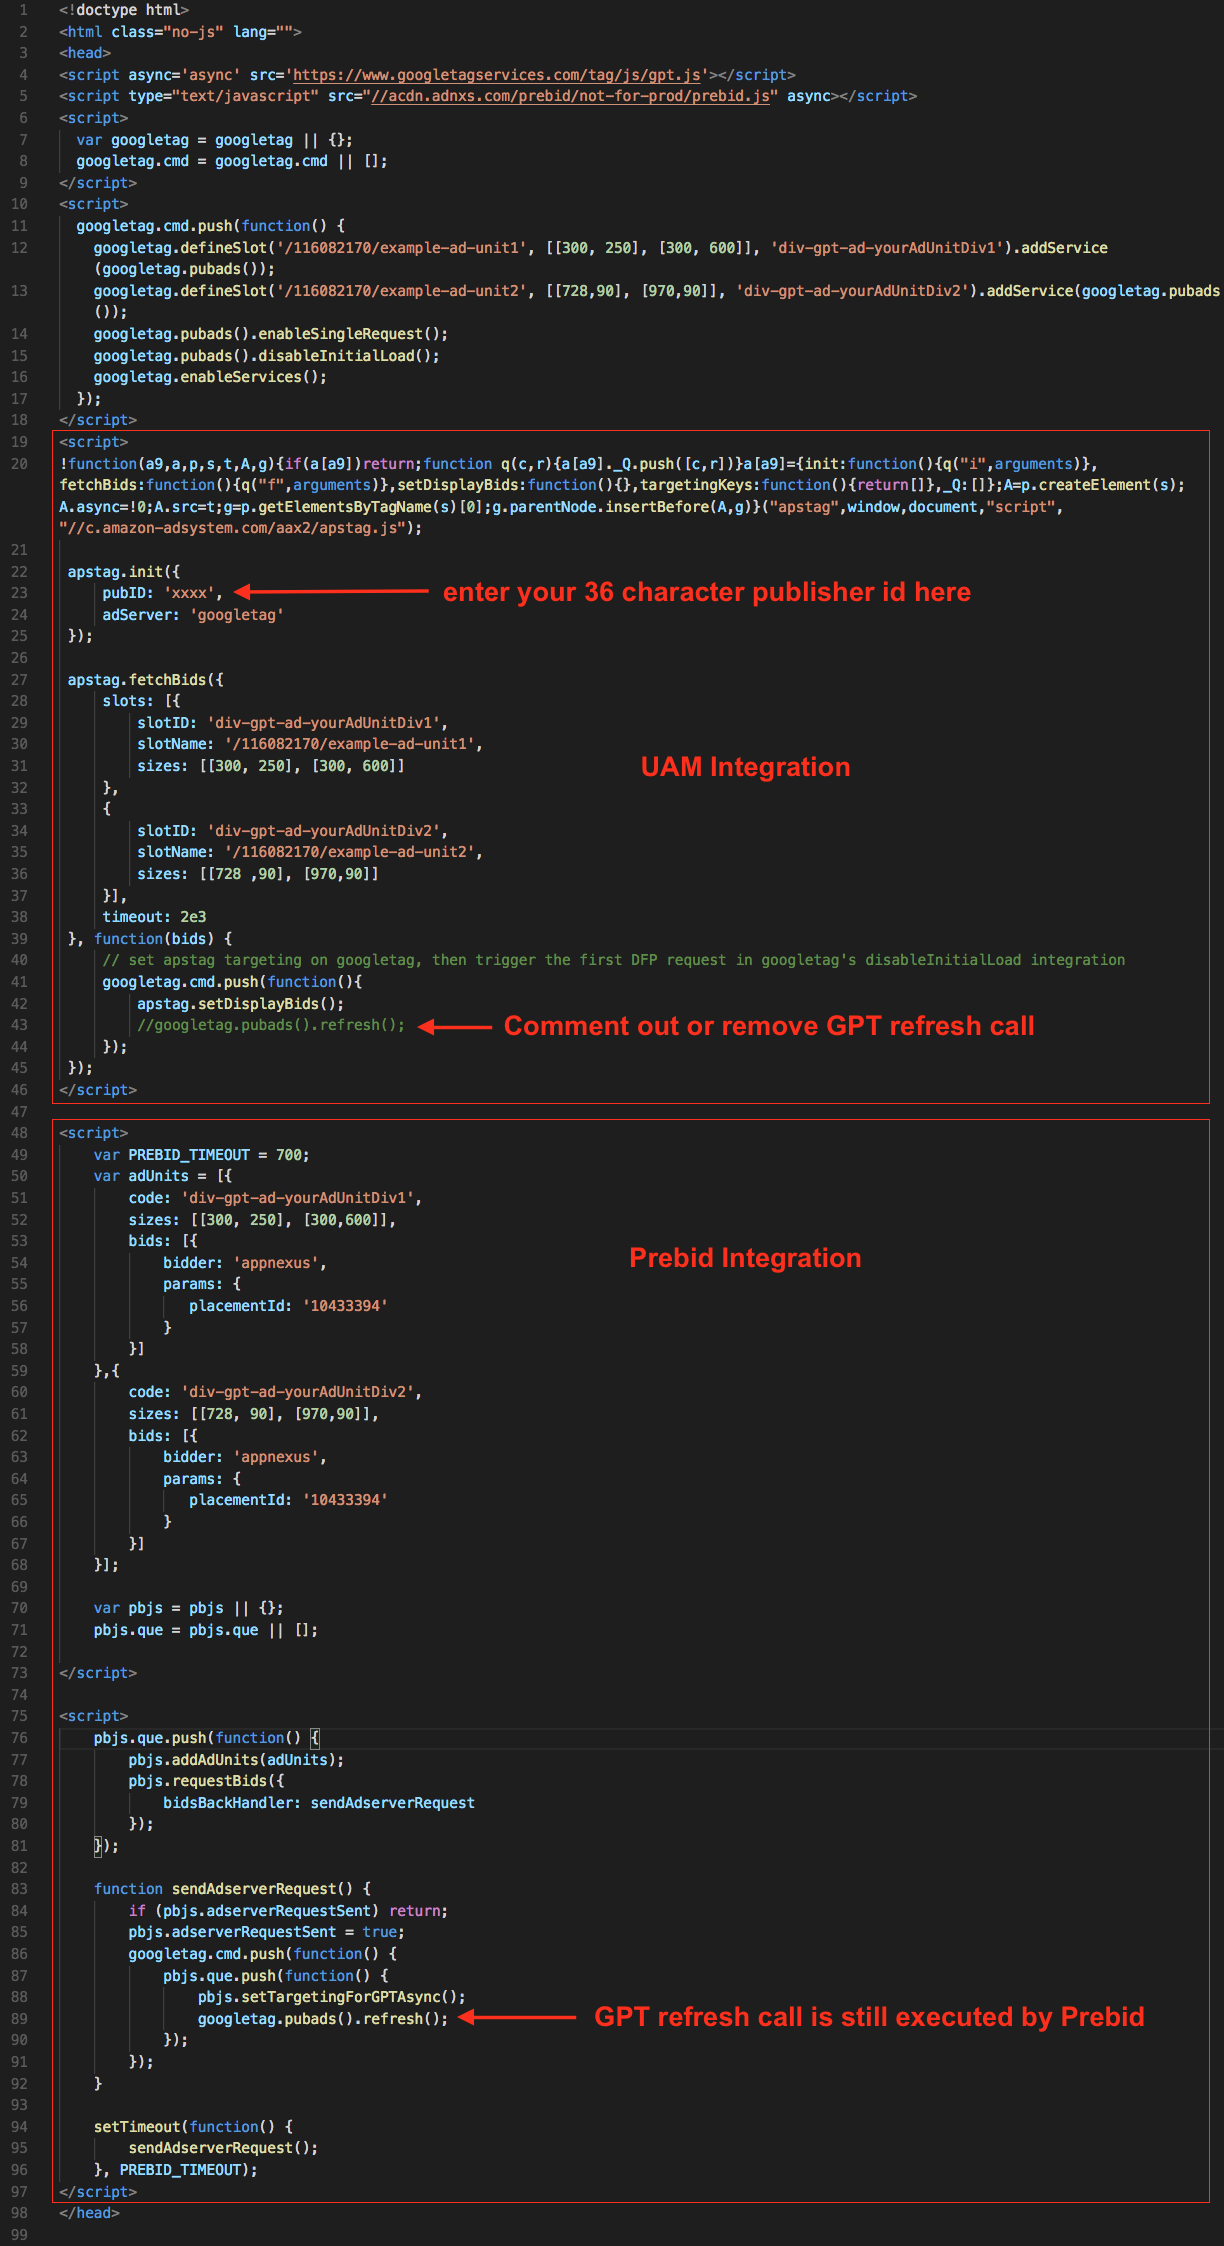 1 <!doctype html>
2 <html class="no-js" lang="">
3 <head>
4 <script async='async' src='https://www.googletagservices.com/tag/js/gpt.js'></script>
5 <script type="text/javascript" src="//acdn.adnxs.com/prebid/not-for-prod/prebid.js" async></script>
6 <script>
7 var googletag = googletag || {};
8 googletag.cmd = googletag.cmd || [];
9 </script>
10 <script>
11 googletag.cmd.push(function() {
12 googletag.defineSlot('/116082170/example-ad-unit1', [[300, 250], [300, 600]], 'div-gpt-ad-yourAdUnitDiv1').addService
(googletag.pubads());
13 googletag.defineSlot('/116082170/example-ad-unit2', [[728,90], [970,90]], 'div-gpt-ad-yourAdUnitDiv2').addService(googletag.pubads
());
14 googletag.pubads().enableSingleRequest();
15 googletag.pubads().disableInitialLoad();
16 googletag.enableServices();
17 });
18 </script>
19 <script>
20 !function(a9,a,p,s,t,A,g){if(a[a9])return;function q(c,r){a[a9]._Q.push([c,r])}a[a9]={init:function(){q("i",arguments)},
fetchBids:function(){q("f",arguments)},setDisplayBids:function(){},targetingKeys:function(){return[]},_Q:[]};A=p.createElement(s);
A.async=!0;A.src=t;g=p.getElementsByTagName(s)[0];g.parentNode.insertBefore(A,g)}("apstag",window,document,"script",
"//c.amazon-adsystem.com/aax2/apstag.js");
21
22 apstag.init({
23 pubID: 'xxxx', enter your 36 character publisher id here
24 adServer: 'googletag'
25 });
26
27 apstag.fetchBids({
28 slots: [{
29 slotID: 'div-gpt-ad-yourAdUnitDiv1',
30 slotName: '/116082170/example-ad-unit1',
31 sizes: [[300, 250], [300, 600]] UAM Integration
32 },
33 {
34 slotID: 'div-gpt-ad-yourAdUnitDiv2',
35 slotName: '/116082170/example-ad-unit2',
36 sizes: [[728 ,90], [970,90]]
37 }],
38 timeout: 2e3
39 }, function(bids) {
40 // set apstag targeting on googletag, then trigger the first DFP request in googletag's disableInitialLoad integration
41 googletag.cmd.push(function(){
42 apstag.setDisplayBids();
43 //googletag.pubads().refresh(); Comment out or remove GPT refresh call
44 });
45 });
46 </script>
47
48 <script>
49 var PREBID_TIMEOUT = 700;
50 var adUnits = [{
51 code: 'div-gpt-ad-yourAdUnitDiv1',
52 sizes: [[300, 250], [300,600]],
53 bids: [{ Prebid Integration
54 bidder: 'appnexus',
55 params: {
56 placementId: '10433394'
57 }
58 }]
59 },{
60 code: 'div-gpt-ad-yourAdUnitDiv2',
61 sizes: [[728, 90], [970,90]],
62 bids: [{
63 bidder: 'appnexus',
64 params: {
65 placementId: '10433394'
66 }
67 }]
68 }];
69
70 var pbjs = pbjs || {};
71 pbjs.que = pbjs.que || [];
72
73 </script>
74
75 <script>
76 pbjs.que.push(function() {
77 pbjs.addAdUnits(adUnits);
78 pbjs.requestBids({
79 bidsBackHandler: sendAdserverRequest
80 });
81 });
82
83 function sendAdserverRequest() {
84 if (pbjs.adserverRequestSent) return;
85 pbjs.adserverRequestSent = true;
86 googletag.cmd.push(function() {
87 pbjs.que.push(function() {
88 pbjs.setTargetingForGPTAsync();
89 googletag.pubads().refresh(); GPT refresh call is still executed by Prebid
90 });
91 });
92 }
93
94 setTimeout(function() {
95 sendAdserverRequest();
96 }, PREBID_TIMEOUT);
97 </script>
98 </head>
99